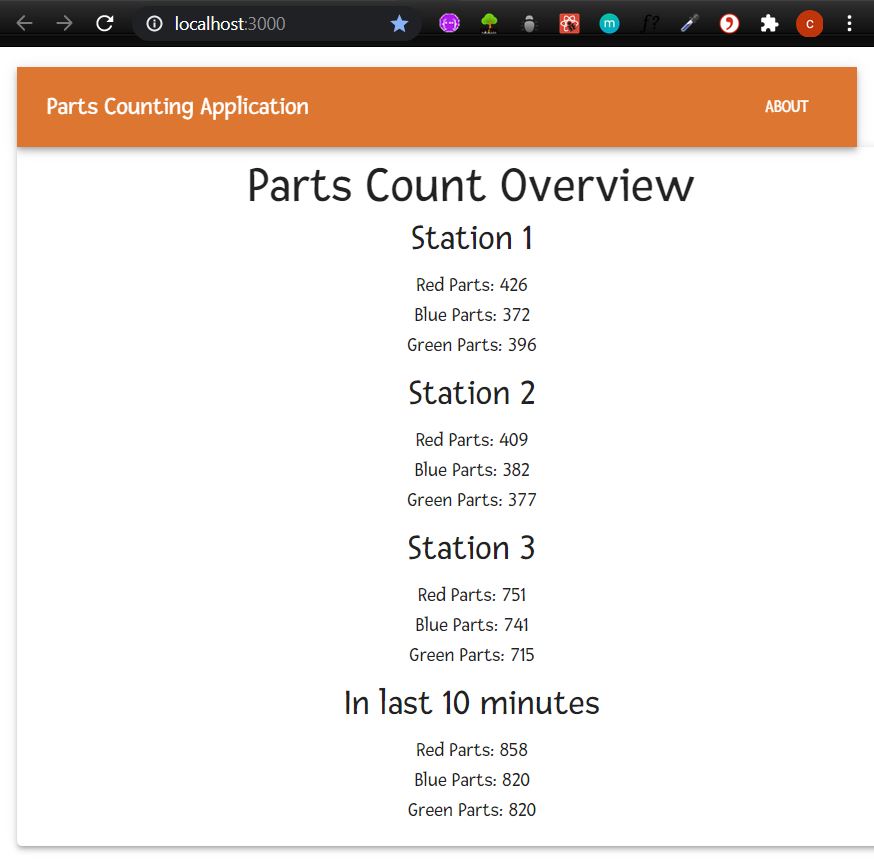 localhost:3000
m
f?
c
Parts Counting Application
ABOUT
Parts Count Overview
Station 1
Red Parts: 426
Blue Parts: 372
Green Parts: 396
Station 2
Red Parts: 409
Blue Parts: 382
Green Parts: 377
Station 3
Red Parts: 751
Blue Parts: 741
Green Parts: 715
In last 10 minutes
Red Parts: 858
Blue Parts: 820
Green Parts: 820